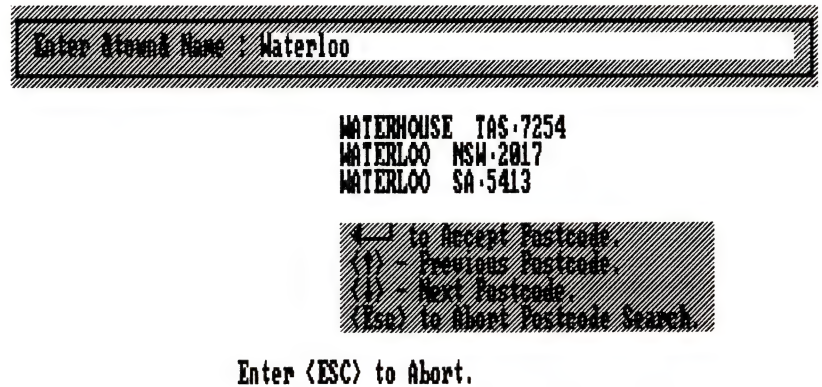 Enter &town& Name : Waterloo
WATERHOUSE TAS·7254
WATERLOO NSW·2017
WATERLOO SA·5413
◄─┘ to Accept Postcode.
<↑> - Previous Postcode.
<↓> - Next Postcode.
<Esc> to Abort Postcode Search.
Enter <ESC> to Abort.